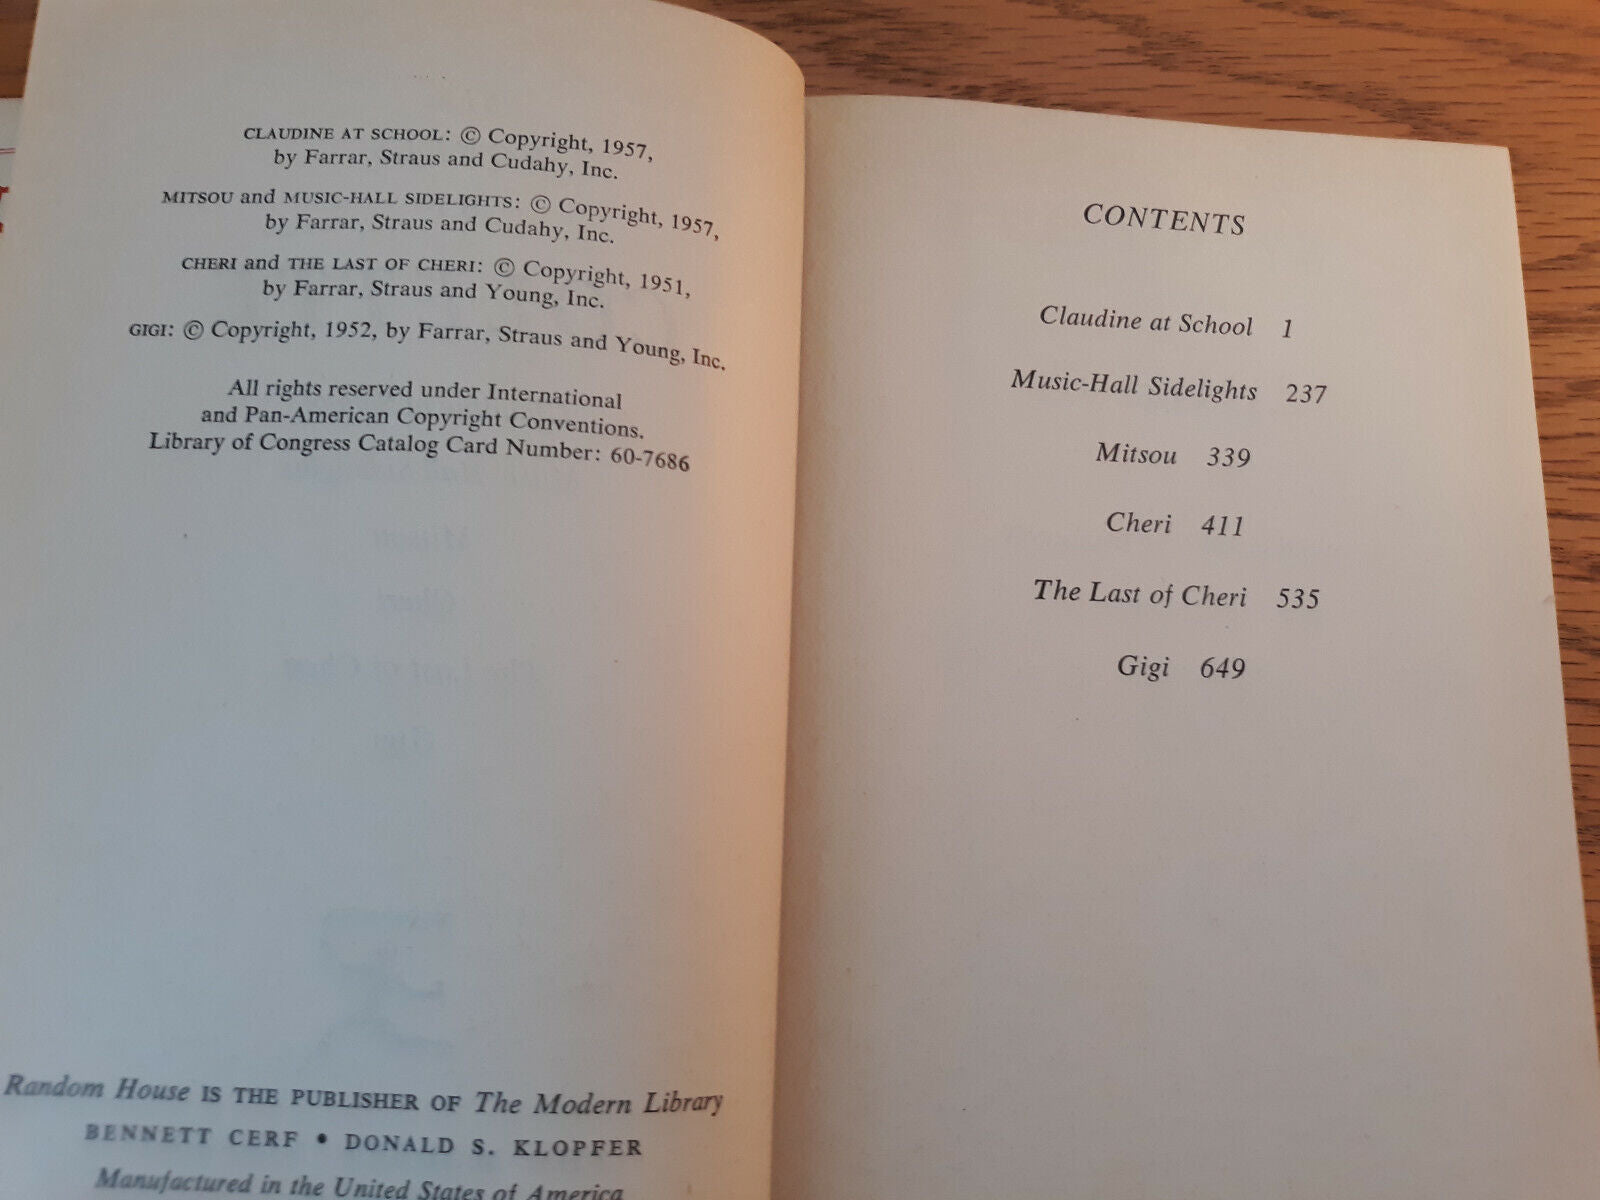 CLAUDINE AT SCHOOL: © Copyright, 1957,
by Farrar, Straus and Cudahy, Inc.
MITSOU and MUSIC-HALL SIDELIGHTS: © Copyright, 1957,
by Farrar, Straus and Cudahy, Inc.
CHERI and THE LAST OF CHERI: © Copyright, 1951,
by Farrar, Straus and Young, Inc.
GIGI: © Copyright, 1952, by Farrar, Straus and Young, Inc.
All rights reserved under International
and Pan-American Copyright Conventions.
Library of Congress Catalog Card Number: 60-7686
Random House IS THE PUBLISHER OF The Modern Library
BENNETT CERF • DONALD S. KLOPFER
Manufactured in the United States of America
CONTENTS
Claudine at School 1
Music-Hall Sidelights 237
Mitsou 339
Cheri 411
The Last of Cheri 535
Gigi 649